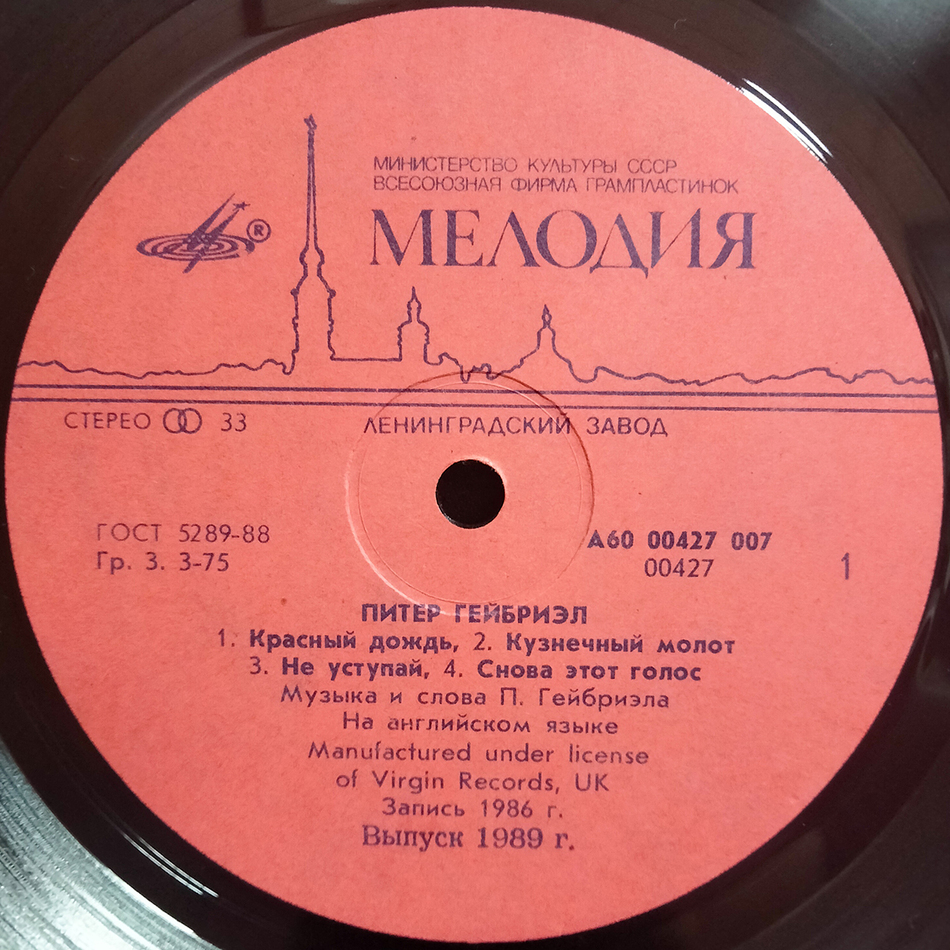 МИНИСТЕРСТВО КУЛЬТУРЫ СССР
ВСЕСОЮЗНАЯ ФИРМА ГРАМПЛАСТИНОК
МЕЛОДИЯ
®
СТЕРЕО 33
ЛЕНИНГРАДСКИЙ ЗАВОД
ГОСТ 5289-88
Гр. 3. 3-75
А60 00427 007
00427
1
ПИТЕР ГЕЙБРИЭЛ
1. Красный дождь, 2. Кузнечный молот
3. Не уступай, 4. Снова этот голос
Музыка и слова П. Гейбриэла
На английском языке
Manufactured under license
of Virgin Records, UK
Запись 1986 г.
Выпуск 1989 г.